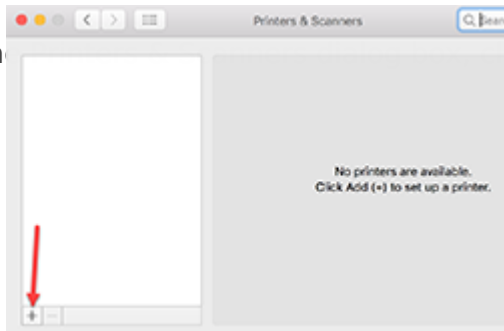 Printers & Scanners
No printers are available.
Click Add (+) to set up a printer.